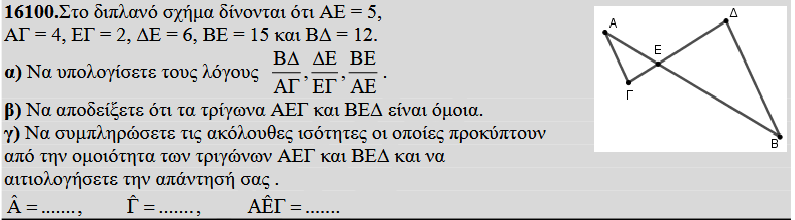 16100.Στο διπλανό σχήμα δίνονται ότι ΑΕ = 5,
ΑΓ = 4, ΕΓ = 2, ΔΕ = 6, ΒΕ = 15 και ΒΔ = 12.
α) Να υπολογίσετε τους λόγους ΒΔ/ΑΓ, ΔΕ/ΕΓ, ΒΕ/ΑΕ.
β) Να αποδείξετε ότι τα τρίγωνα ΑΕΓ και ΒΕΔ είναι όμοια.
γ) Να συμπληρώσετε τις ακόλουθες ισότητες οι οποίες προκύπτουν
από την ομοιότητα των τριγώνων ΑΕΓ και ΒΕΔ και να
αιτιολογήσετε την απάντησή σας .
Â = ......., Γ̂ = ......., ΑÊΓ = .......
Α
Δ
Ε
Γ
Β